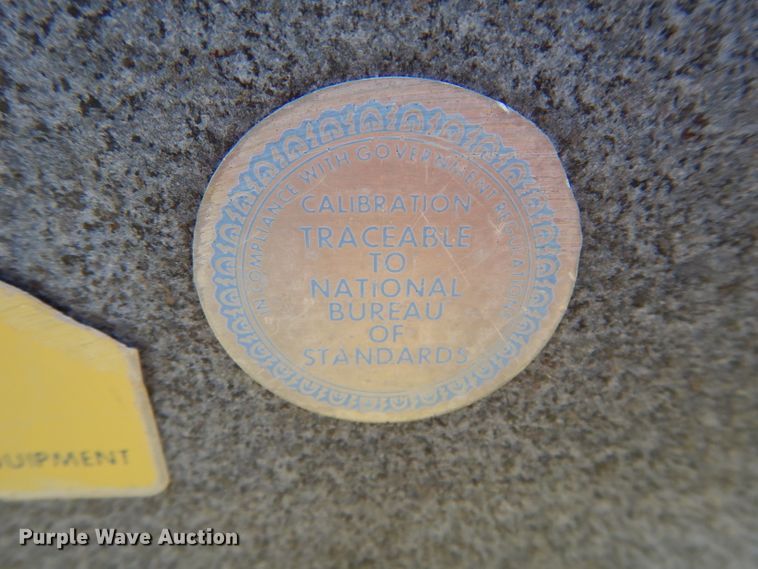 IN COMPLIANCE WITH GOVERNMENT REGULATIONS
CALIBRATION
TRACEABLE
TO
NATIONAL
BUREAU
OF
STANDARDS
UIPMENT
Purple Wave Auction